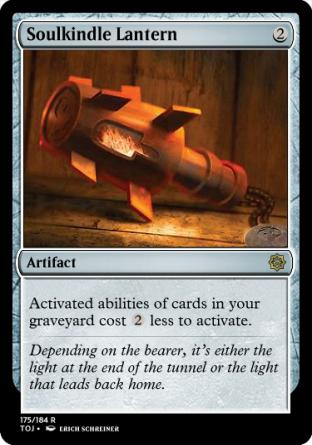 Soulkindle Lantern 2
Artifact
Activated abilities of cards in your
graveyard cost 2 less to activate.
Depending on the bearer, it's either the
light at the end of the tunnel or the light
that leads back home.
175/184 R
TOJ • ERICH SCHREINER